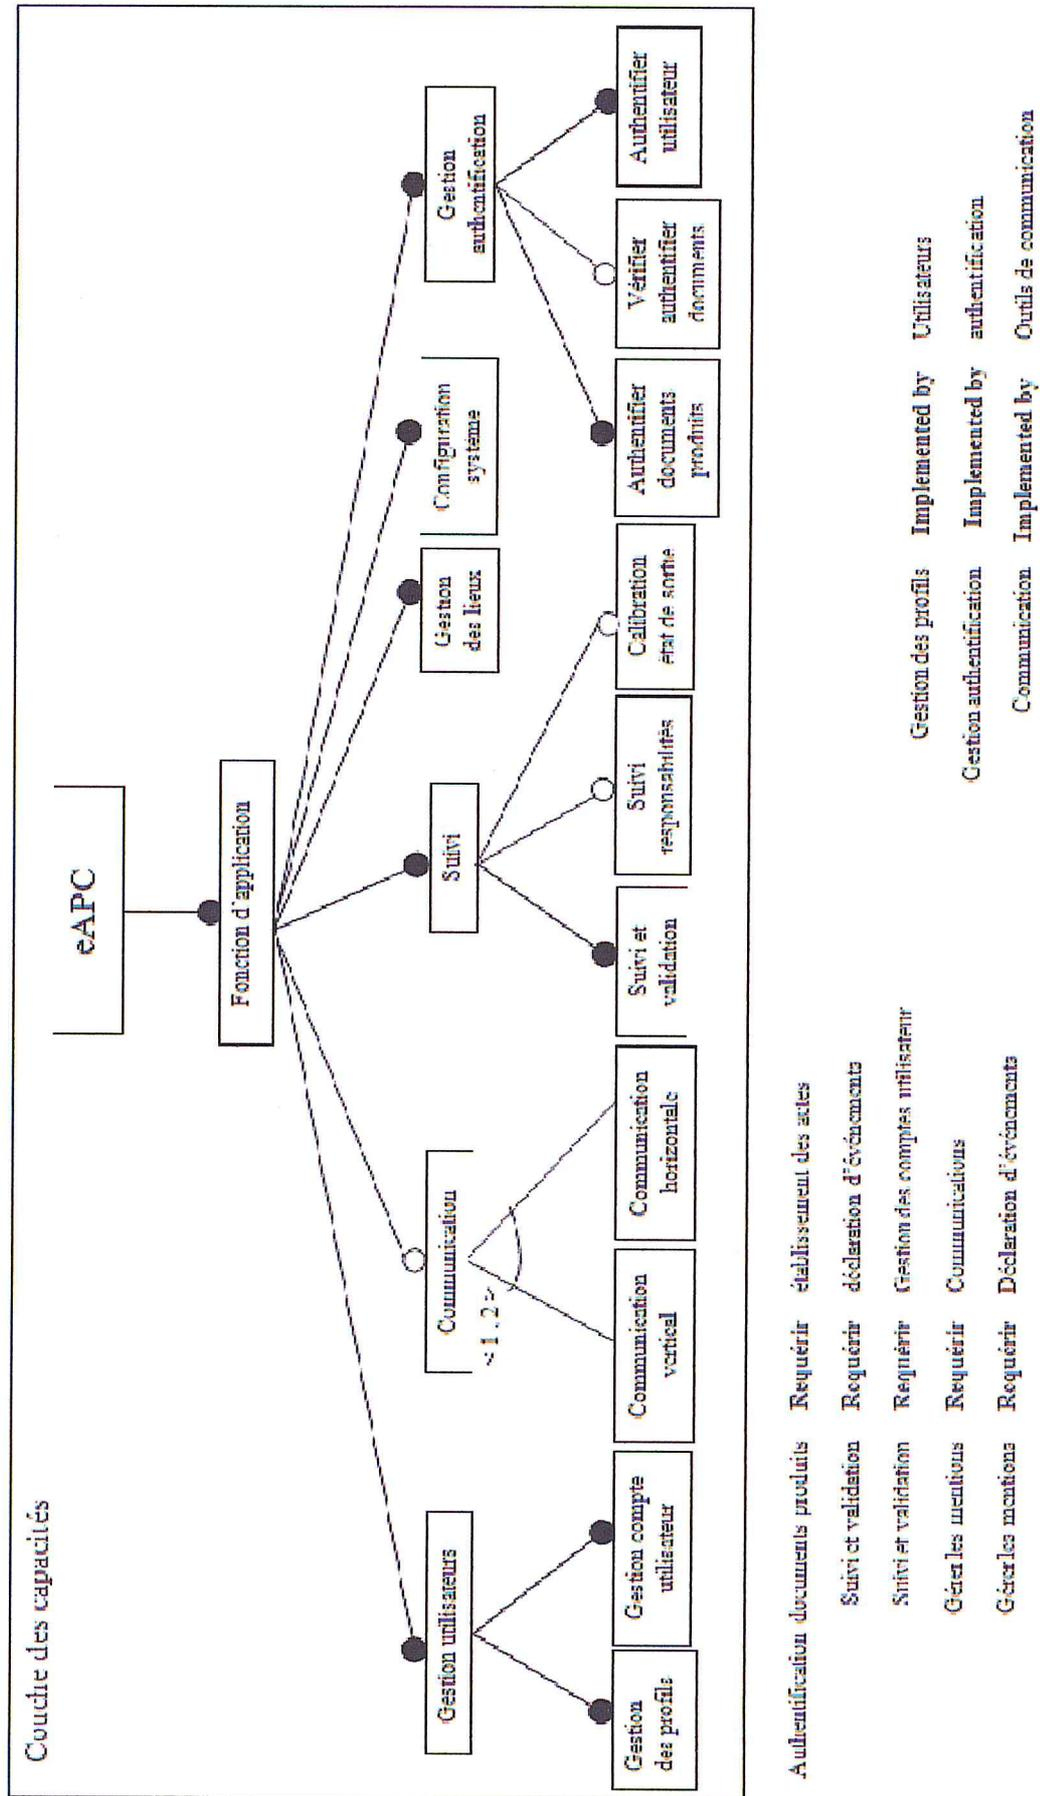 Couche des capacités
eAPC
Fonction d'application
Gestion utilisateurs
Communication
Suivi
Gestion
des lieux
Configuration
système
Gestion
authentification
<1.2>
Gestion
des profils
Gestion compte
utilisateur
Communication
vertical
Communication
horizontale
Suivi et
validation
Suivi
responsabilités
Calibration
état de sortie
Authentifier
documents
produits
Vérifier
authentifier
documents
Authentifier
utilisateur
Authentification documents produits Requérir établissement des actes
Suivi et validation Requérir déclaration d'événements
Suivi et validation Requérir Gestion des comptes utilisateur
Gérer les mentions Requérir Communications
Gérer les mentions Requérir Déclaration d'événements
Gestion des profils Implemented by Utilisateurs
Gestion authentification Implemented by authentification
Communication Implemented by Outils de communication